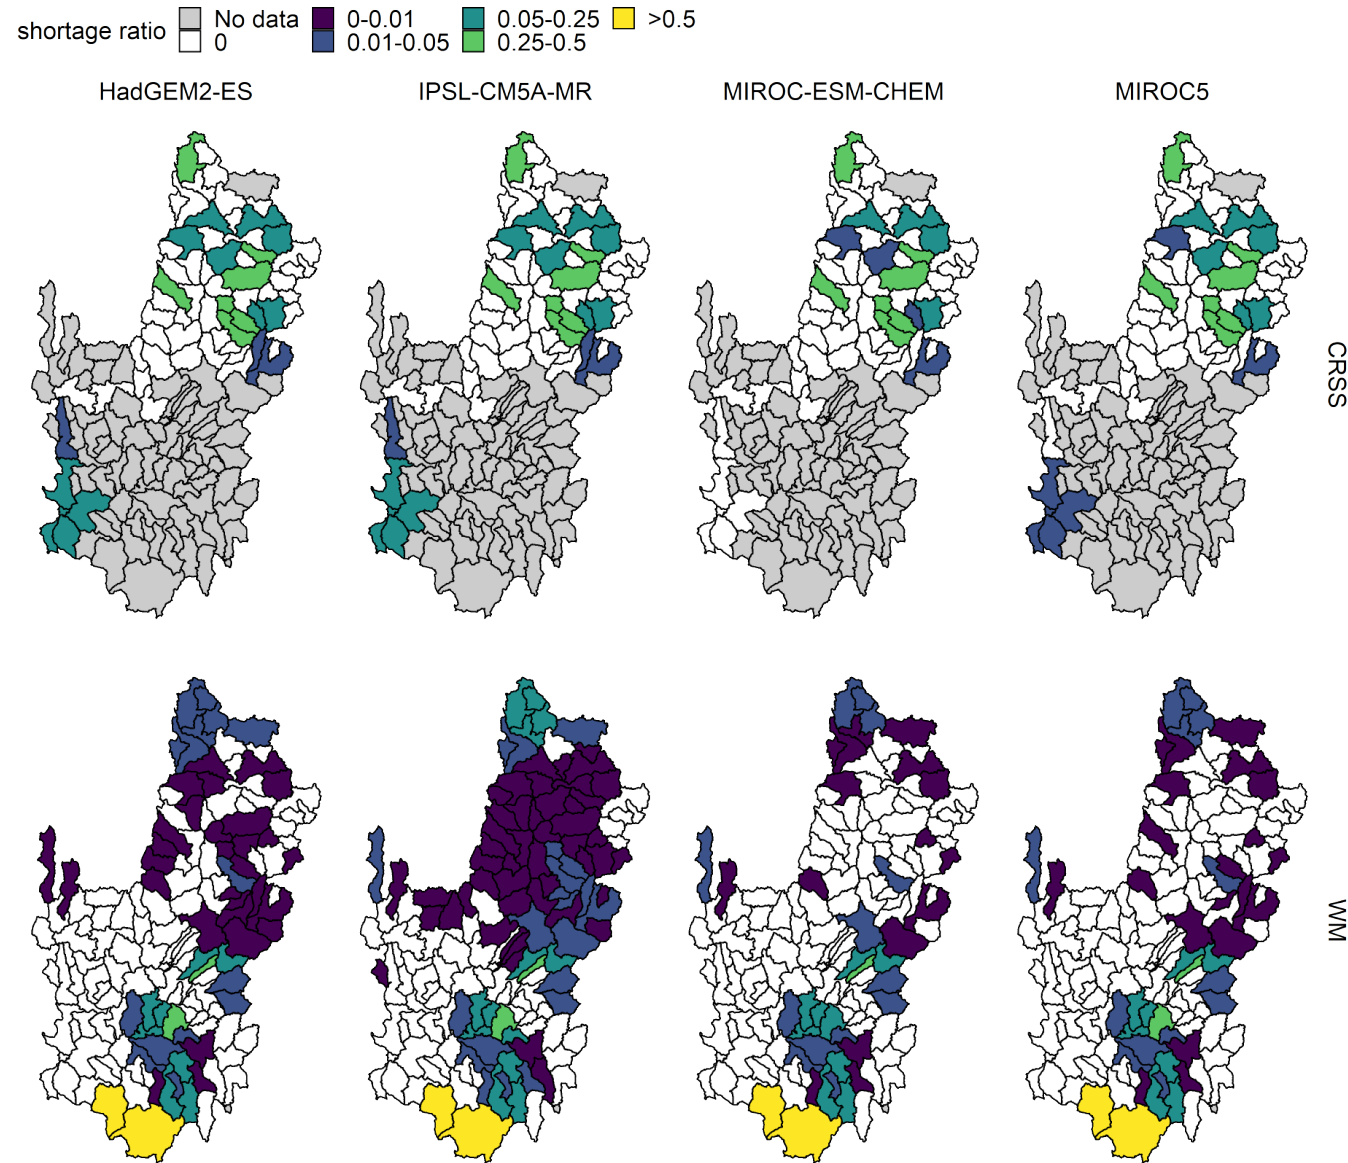 shortage ratio
No data 0-0.01 0.05-0.25 >0.5
0 0.01-0.05 0.25-0.5
HadGEM2-ES IPSL-CM5A-MR MIROC-ESM-CHEM MIROC5
CRSS
WM